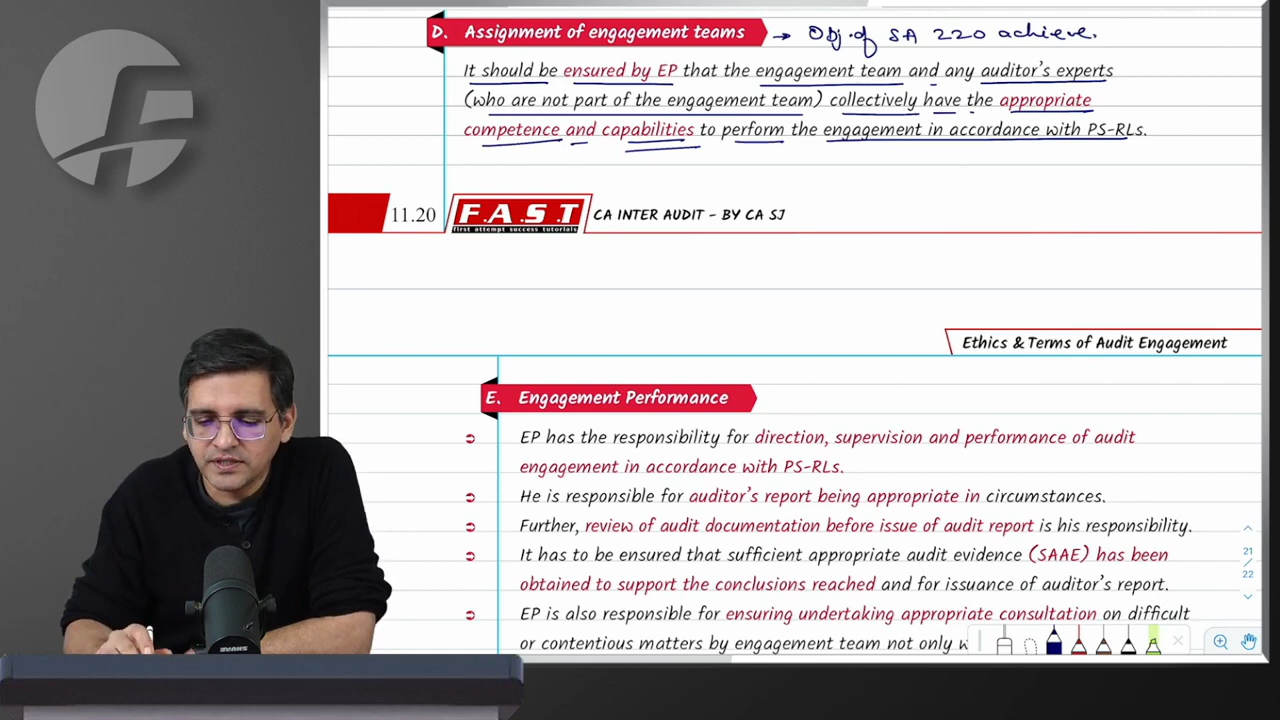 D. Assignment of engagement teams → Obj. of SA 220 achieve.
It should be ensured by EP that the engagement team and any auditor's experts
(who are not part of the engagement team) collectively have the appropriate
competence and capabilities to perform the engagement in accordance with PS-RLs.
11.20 F.A.S.T CA INTER AUDIT - BY CA SJ
first attempt success tutorials
Ethics & Terms of Audit Engagement
E. Engagement Performance
EP has the responsibility for direction, supervision and performance of audit
engagement in accordance with PS-RLs.
He is responsible for auditor's report being appropriate in circumstances.
Further, review of audit documentation before issue of audit report is his responsibility.
It has to be ensured that sufficient appropriate audit evidence (SAAE) has been
obtained to support the conclusions reached and for issuance of auditor's report.
EP is also responsible for ensuring undertaking appropriate consultation on difficult
or contentious matters by engagement team not only
21
/
22